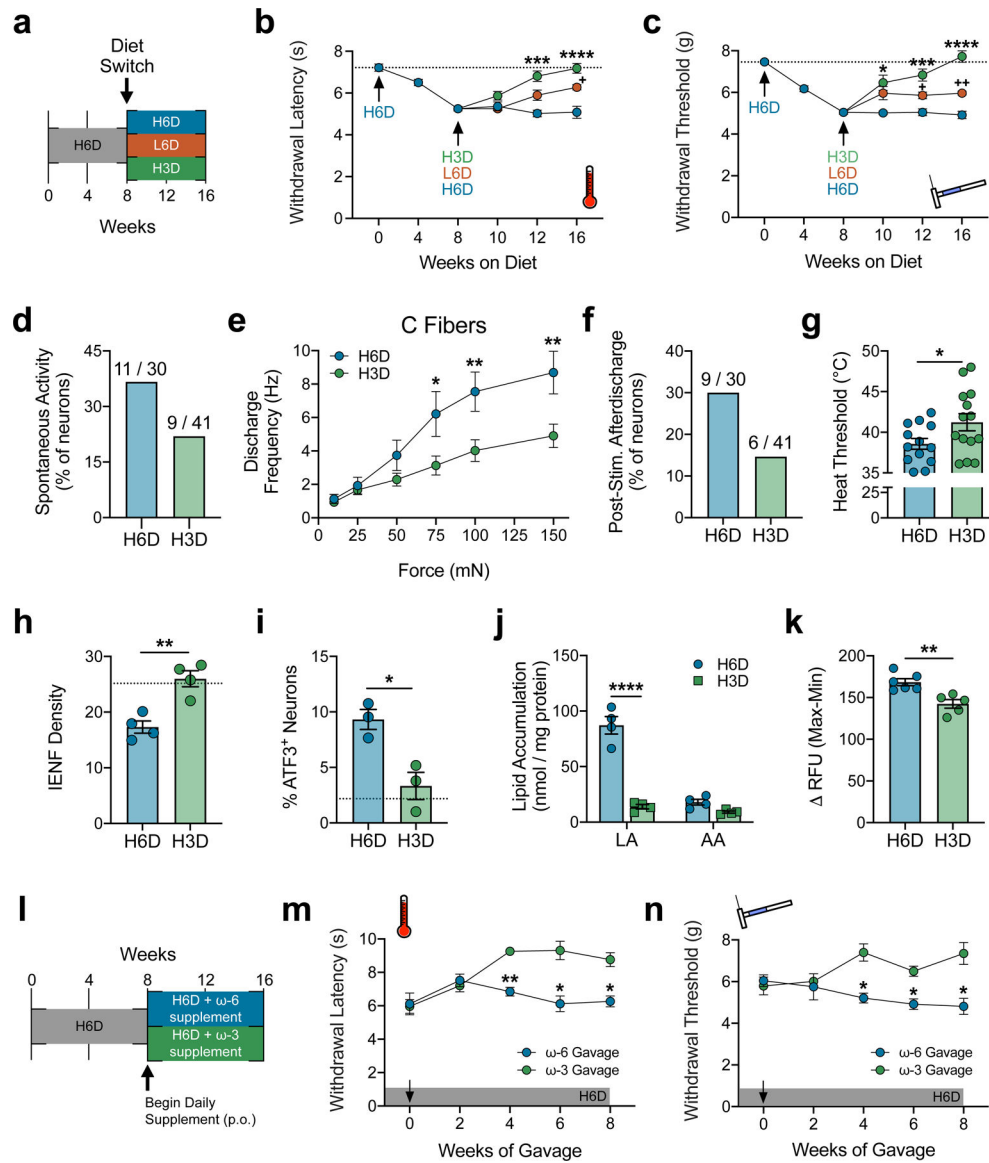 a
Diet
Switch
H6D
H6D
L6D
H3D
0 4 8 12 16
Weeks
b
Withdrawal Latency (s)
8
6
4
2
0
H6D
H3D
L6D
H6D
***
****
+
0 4 8 10 12 16
Weeks on Diet
c
Withdrawal Threshold (g)
8
6
4
2
0
H6D
H3D
L6D
H6D
*
***
****
+
++
0 4 8 10 12 16
Weeks on Diet
d
Spontaneous Activity
(% of neurons)
45
30
15
0
11 / 30
9 / 41
H6D H3D
e
C Fibers
Discharge
Frequency (Hz)
10
8
6
4
2
0
H6D
H3D
*
**
**
0 25 50 75 100 125 150
Force (mN)
f
Post-Stim. Afterdischarge
(% of neurons)
40
30
20
10
0
9 / 30
6 / 41
H6D H3D
g
Heat Threshold (°C)
50
45
40
35
25
0
*
H6D H3D
h
IENF Density
30
20
10
0
**
H6D H3D
i
% ATF3+ Neurons
15
10
5
0
*
H6D H3D
j
Lipid Accumulation
(nmol / mg protein)
150
100
50
0
H6D
H3D
****
LA AA
k
Δ RFU (Max-Min)
200
150
100
50
0
**
H6D H3D
l
Weeks
0 4 8 12 16
H6D
H6D + ω-6
supplement
H6D + ω-3
supplement
Begin Daily
Supplement (p.o.)
m
Withdrawal Latency (s)
10
8
6
4
2
0
**
*
*
ω-6 Gavage
ω-3 Gavage
H6D
0 2 4 6 8
Weeks of Gavage
n
Withdrawal Threshold (g)
8
6
4
2
0
*
*
*
ω-6 Gavage
ω-3 Gavage
H6D
0 2 4 6 8
Weeks of Gavage